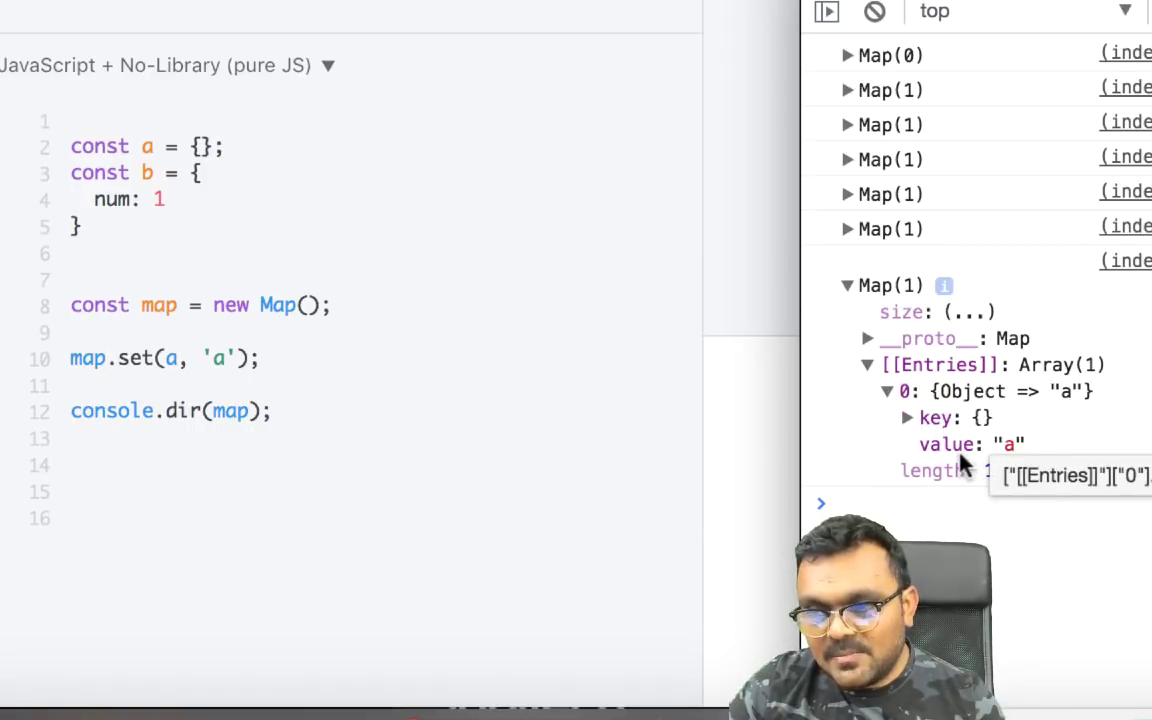 top ▼
JavaScript + No-Library (pure JS) ▼
1
2 const a = {};
3 const b = {
4 num: 1
5 }
6
7
8 const map = new Map();
9
10 map.set(a, 'a');
11
12 console.dir(map);
13
14
15
16
▶ Map(0) (inde
▶ Map(1) (inde
▶ Map(1) (inde
▶ Map(1) (inde
▶ Map(1) (inde
▶ Map(1) (inde
(inde
▼ Map(1) i
size: (...)
▶ __proto__: Map
▼ [[Entries]]: Array(1)
▼ 0: {Object => "a"}
▶ key: {}
value: "a"
length
["[[Entries]]"]["0"].
>